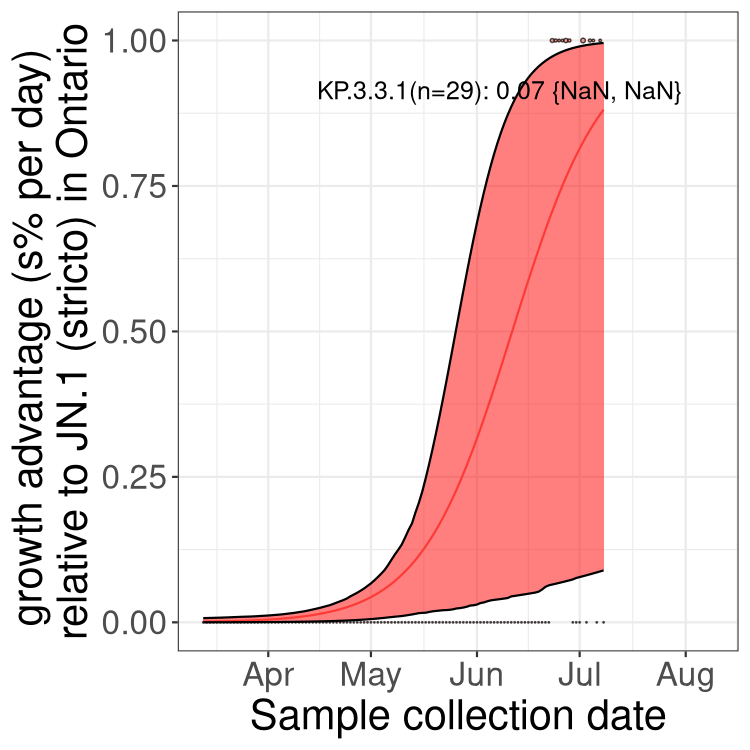 growth advantage (s% per day)
relative to JN.1 (stricto) in Ontario
1.00
0.75
0.50
0.25
0.00
KP.3.3.1(n=29): 0.07 {NaN, NaN}
Apr May Jun Jul Aug
Sample collection date